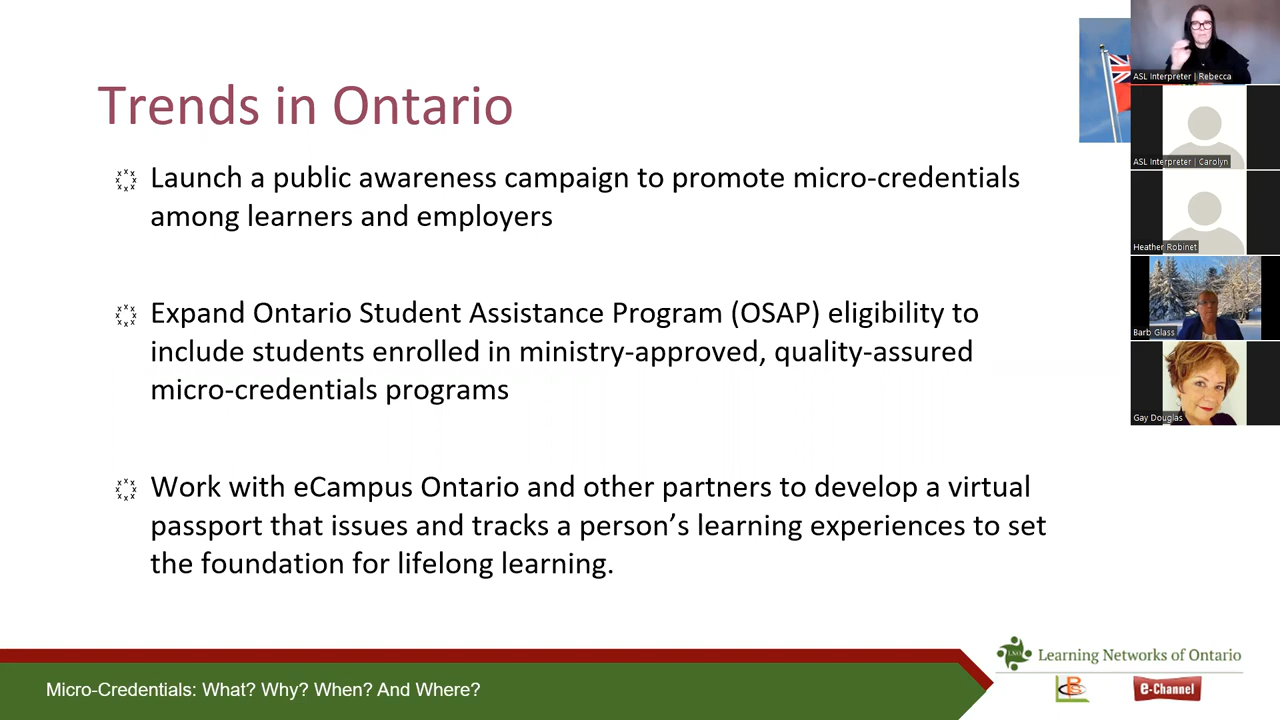 Trends in Ontario
Launch a public awareness campaign to promote micro-credentials
among learners and employers
Expand Ontario Student Assistance Program (OSAP) eligibility to
include students enrolled in ministry-approved, quality-assured
micro-credentials programs
Work with eCampus Ontario and other partners to develop a virtual
passport that issues and tracks a person’s learning experiences to set
the foundation for lifelong learning.
ASL Interpreter | Rebecca
ASL Interpreter | Carolyn
Heather Robinet
Barb Glass
Gay Douglas
Micro-Credentials: What? Why? When? And Where?
LNO
Learning Networks of Ontario
e-Channel